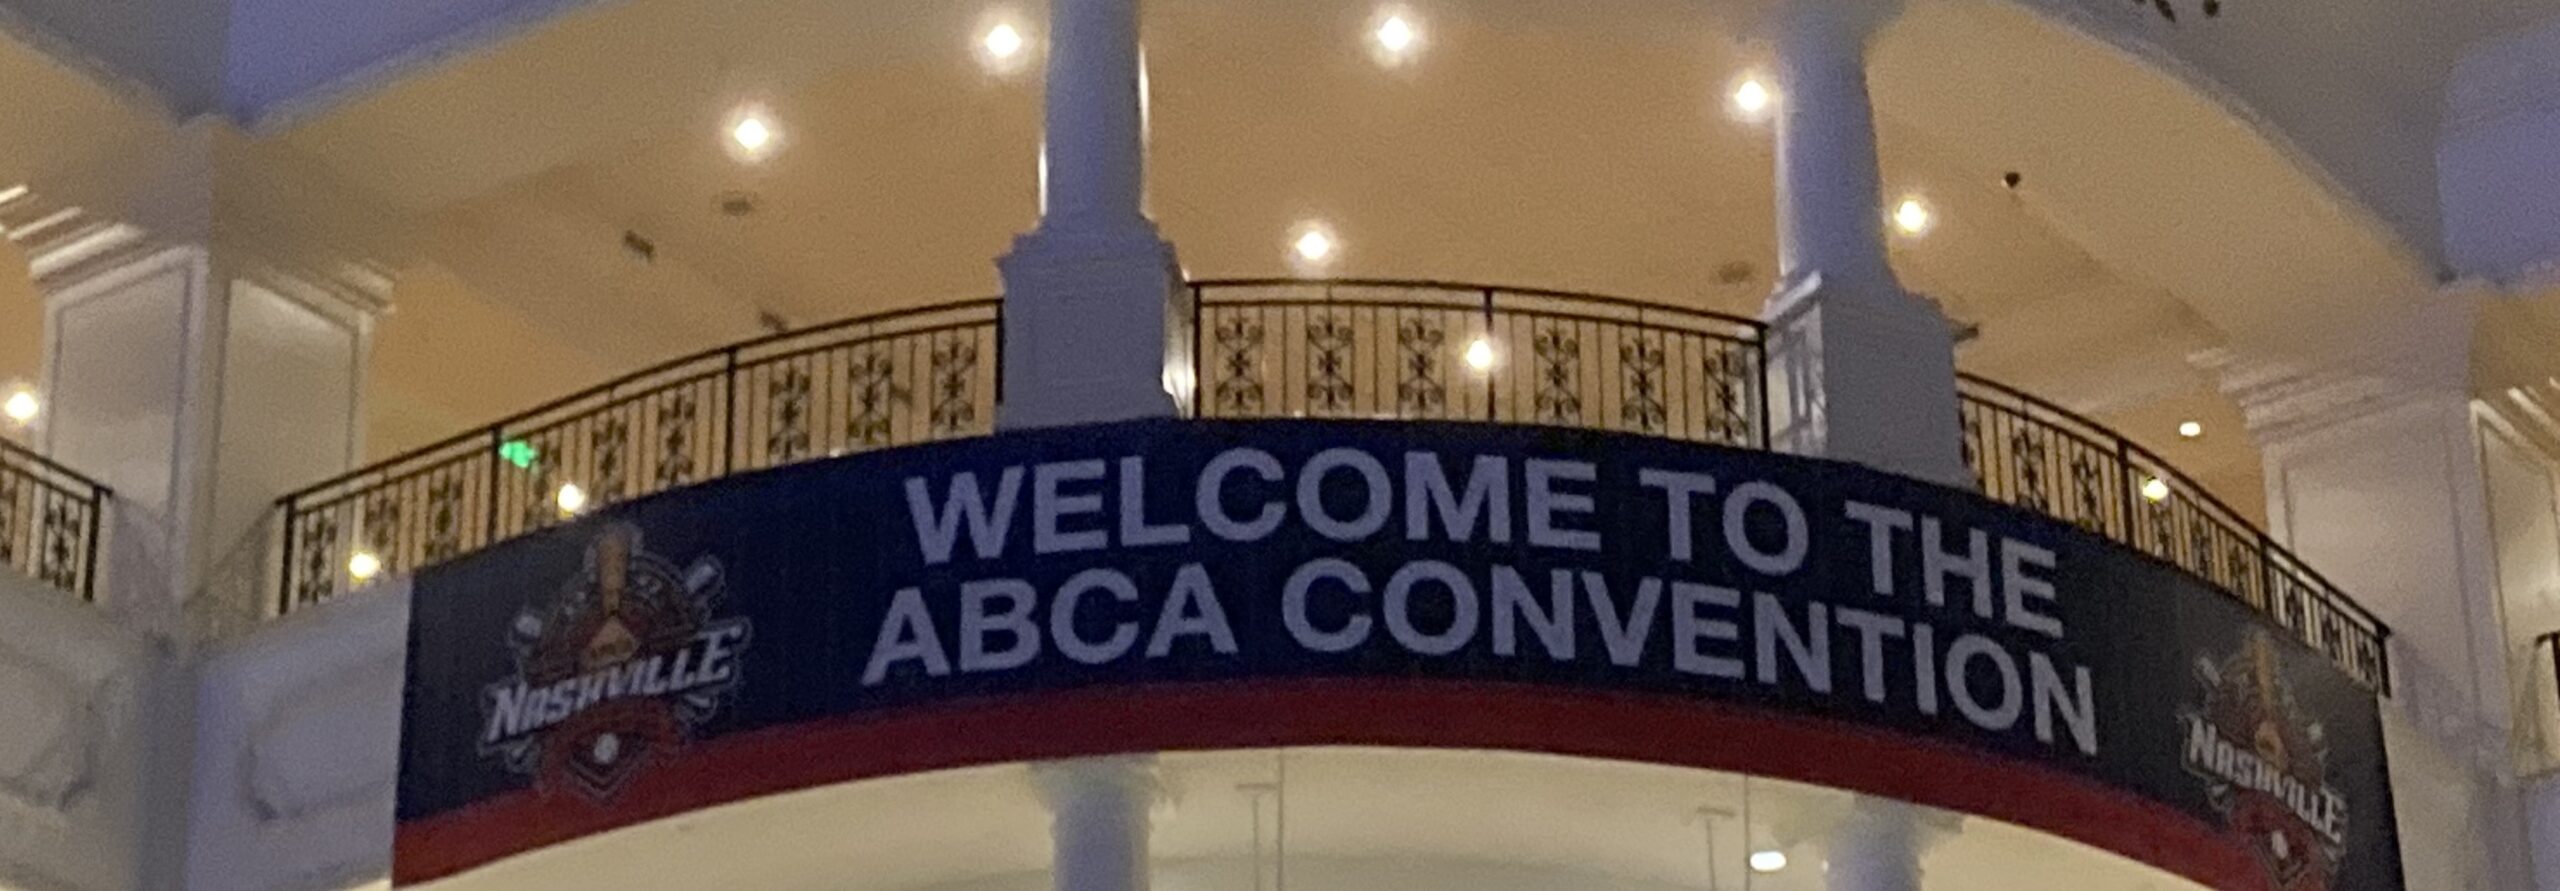 WELCOME TO THE
ABCA CONVENTION
NASHVILLE
NASHVILLE